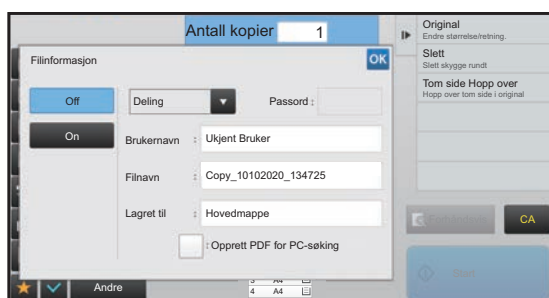 Antall kopier 1
Original
Endre størrelse/retning.
Slett
Slett skygge rundt
Tom side Hopp over
Hopp over tom side i original
Filinformasjon
OK
Off
Deling
Passord :
On
Brukernavn : Ukjent Bruker
Filnavn : Copy_10102020_134725
Lagret til : Hovedmappe
: Opprett PDF for PC-søking
CA
Start
Andre
3 A4
4 A4